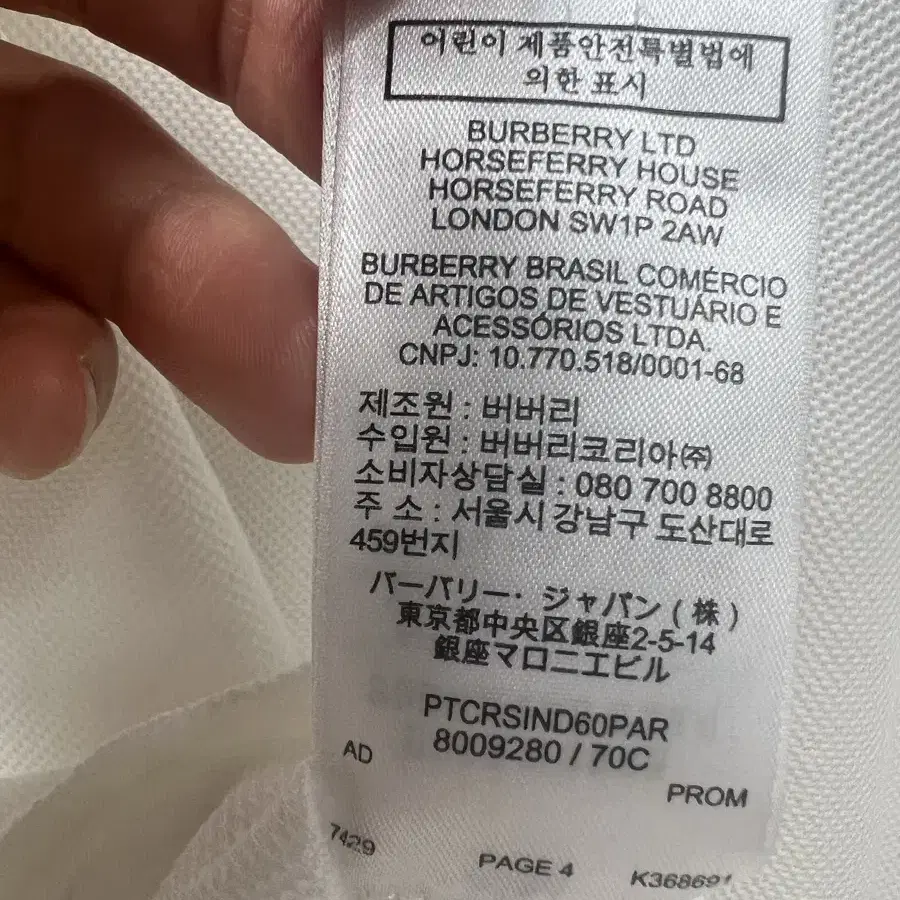 어린이 제품안전특별법에
의한 표시
BURBERRY LTD
HORSEFERRY HOUSE
HORSEFERRY ROAD
LONDON SW1P 2AW
BURBERRY BRASIL COMÉRCIO
DE ARTIGOS DE VESTUÁRIO E
ACESSÓRIOS LTDA.
CNPJ: 10.770.518/0001-68
제조원 : 버버리
수입원 : 버버리코리아㈜
소비자상담실 : 080 700 8800
주 소 : 서울시 강남구 도산대로
459번지
バーバリー・ジャパン ( 株 )
東京都中央区銀座2-5-14
銀座マロニエビル
PTCRSIND60PAR
8009280 / 70C
AD
PROM
7429
PAGE 4
K368691